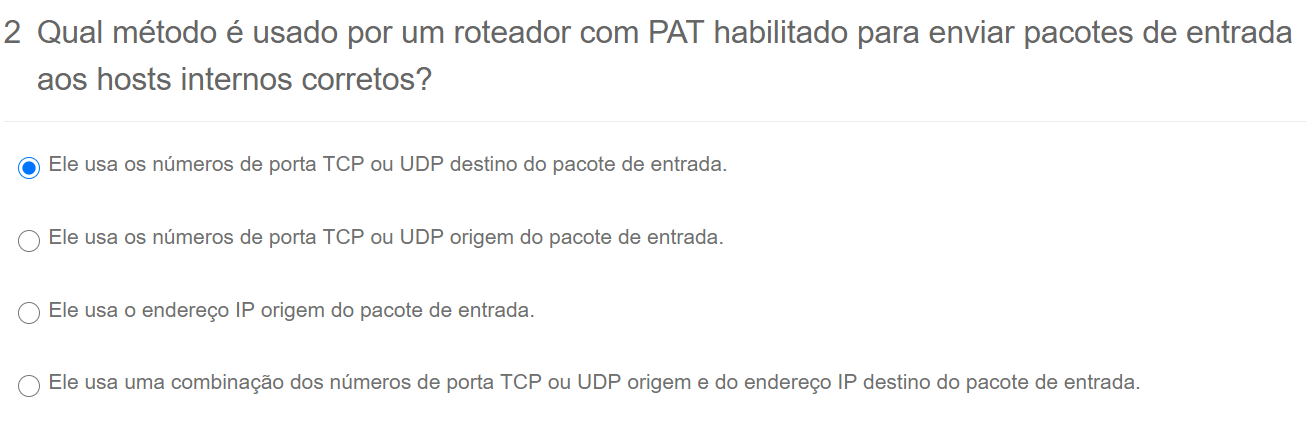 2 Qual método é usado por um roteador com PAT habilitado para enviar pacotes de entrada
aos hosts internos corretos?
Ele usa os números de porta TCP ou UDP destino do pacote de entrada.
Ele usa os números de porta TCP ou UDP origem do pacote de entrada.
Ele usa o endereço IP origem do pacote de entrada.
Ele usa uma combinação dos números de porta TCP ou UDP origem e do endereço IP destino do pacote de entrada.